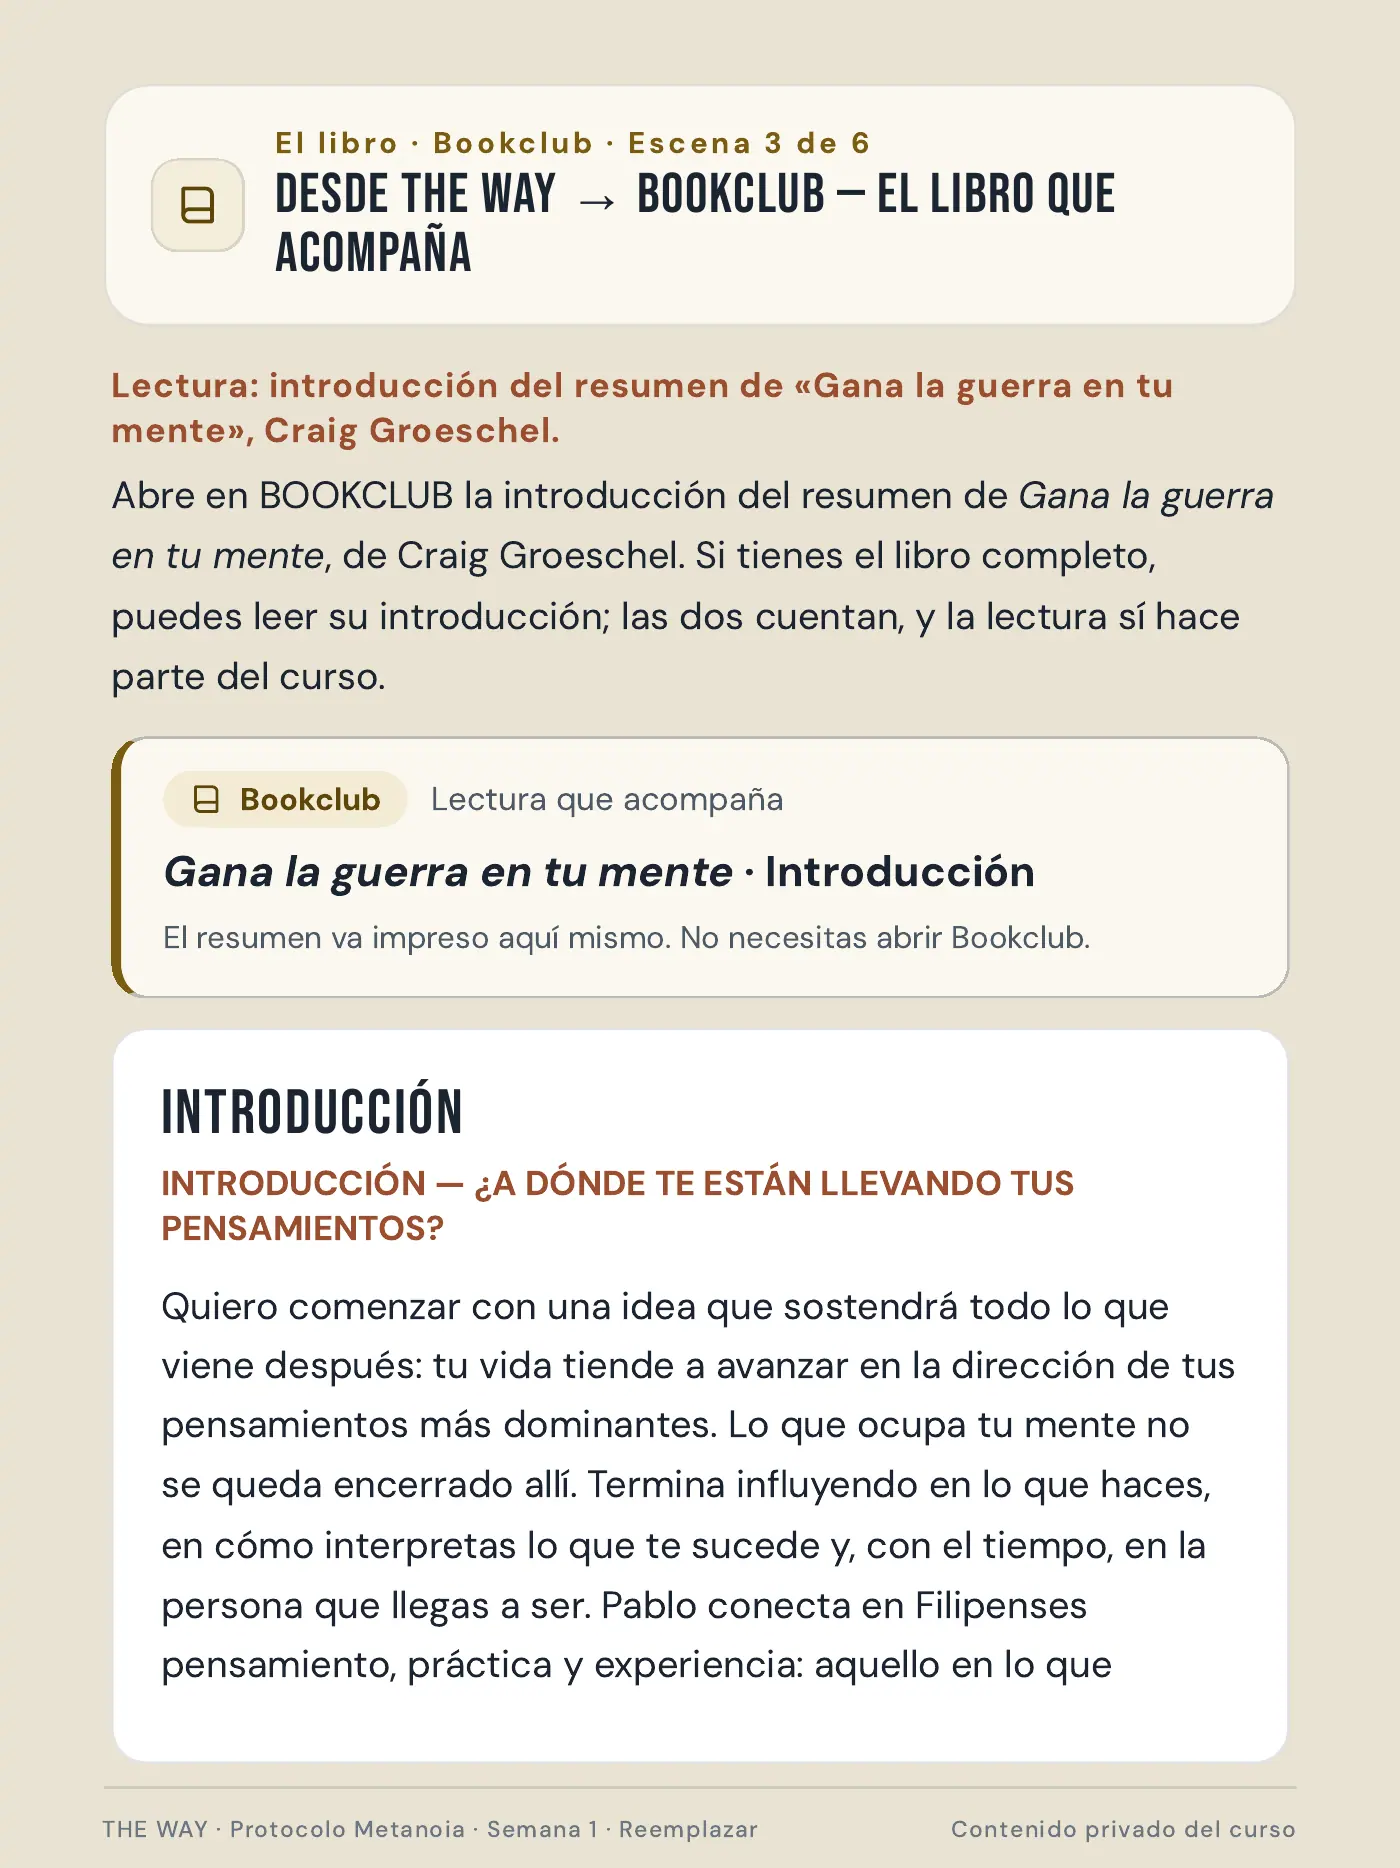 El libro · Bookclub · Escena 3 de 6
DESDE THE WAY → BOOKCLUB — EL LIBRO QUE
ACOMPAÑA
Lectura: introducción del resumen de «Gana la guerra en tu
mente», Craig Groeschel.
Abre en BOOKCLUB la introducción del resumen de Gana la guerra
en tu mente, de Craig Groeschel. Si tienes el libro completo,
puedes leer su introducción; las dos cuentan, y la lectura sí hace
parte del curso.
Bookclub Lectura que acompaña
Gana la guerra en tu mente · Introducción
El resumen va impreso aquí mismo. No necesitas abrir Bookclub.
INTRODUCCIÓN
INTRODUCCIÓN — ¿A DÓNDE TE ESTÁN LLEVANDO TUS
PENSAMIENTOS?
Quiero comenzar con una idea que sostendrá todo lo que
viene después: tu vida tiende a avanzar en la dirección de tus
pensamientos más dominantes. Lo que ocupa tu mente no
se queda encerrado allí. Termina influyendo en lo que haces,
en cómo interpretas lo que te sucede y, con el tiempo, en la
persona que llegas a ser. Pablo conecta en Filipenses
pensamiento, práctica y experiencia: aquello en lo que
THE WAY · Protocolo Metanoia · Semana 1 · Reemplazar
Contenido privado del curso